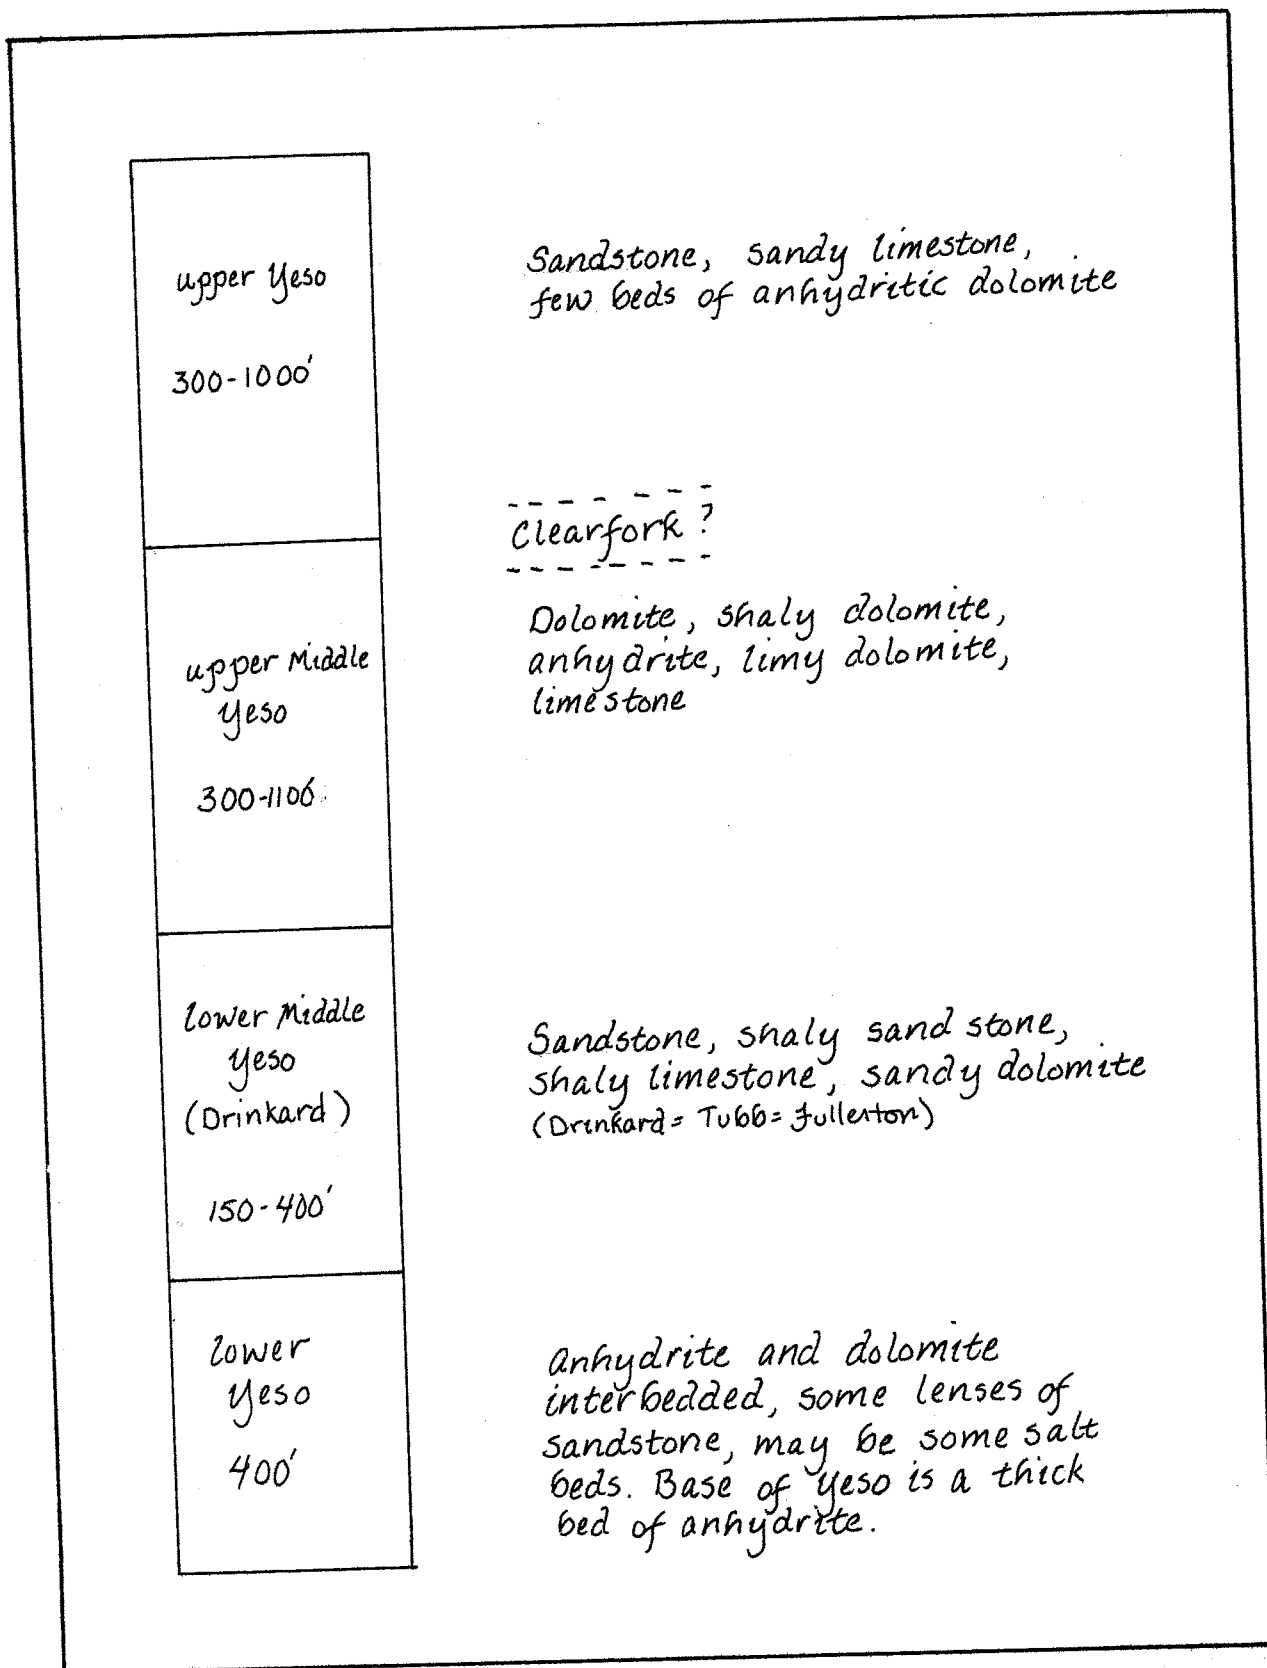 upper Yeso
300-1000'
Sandstone, sandy limestone,
few beds of anhydritic dolomite
Clearfork ?
upper Middle
Yeso
300-1100'
Dolomite, shaly dolomite,
anhydrite, limy dolomite,
limestone
lower Middle
Yeso
(Drinkard)
150-400'
Sandstone, shaly sand stone,
shaly limestone, sandy dolomite
(Drinkard = Tubb = Fullerton)
lower
Yeso
400'
Anhydrite and dolomite
interbedded, some lenses of
sandstone, may be some salt
beds. Base of Yeso is a thick
bed of anhydrite.